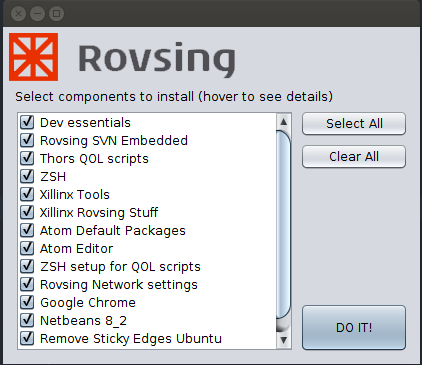 Rovsing
Select components to install (hover to see details)
Dev essentials
Rovsing SVN Embedded
Thors QOL scripts
ZSH
Xillinx Tools
Xillinx Rovsing Stuff
Atom Default Packages
Atom Editor
ZSH setup for QOL scripts
Rovsing Network settings
Google Chrome
Netbeans 8_2
Remove Sticky Edges Ubuntu
Select All
Clear All
DO IT!